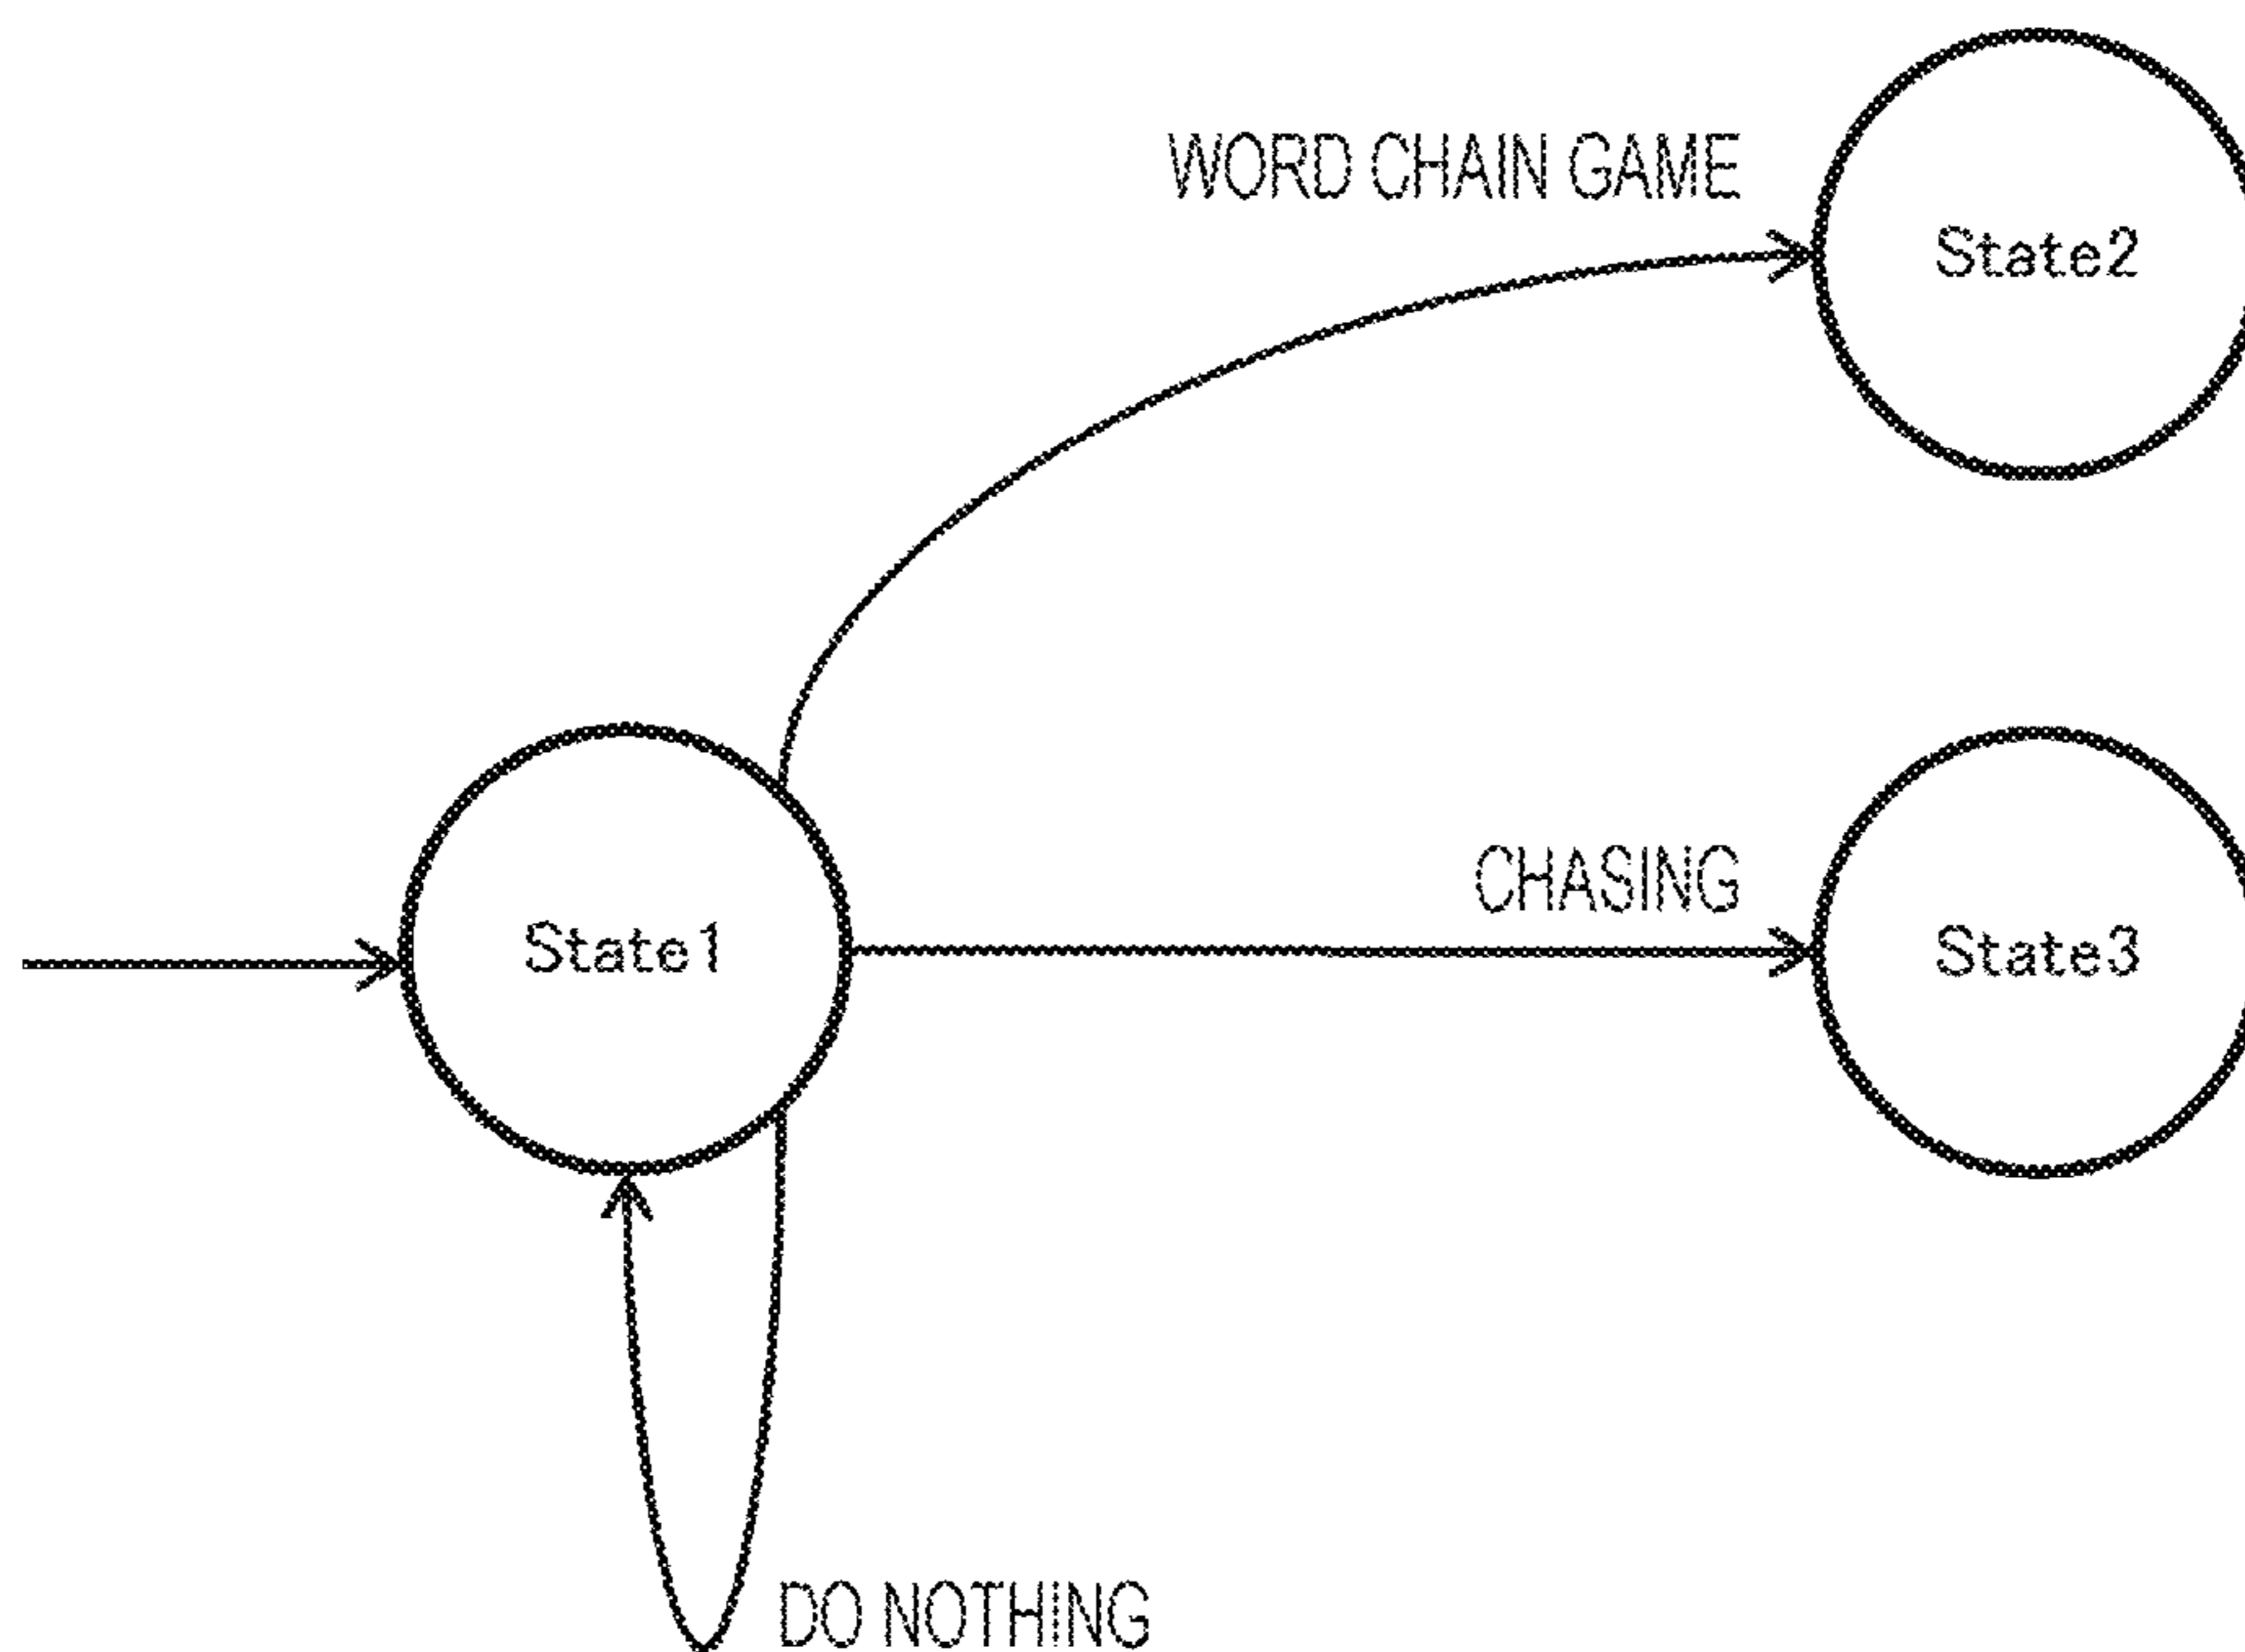 WORD CHAIN GAME
State2
CHASING
State1
State3
DO NOTHING